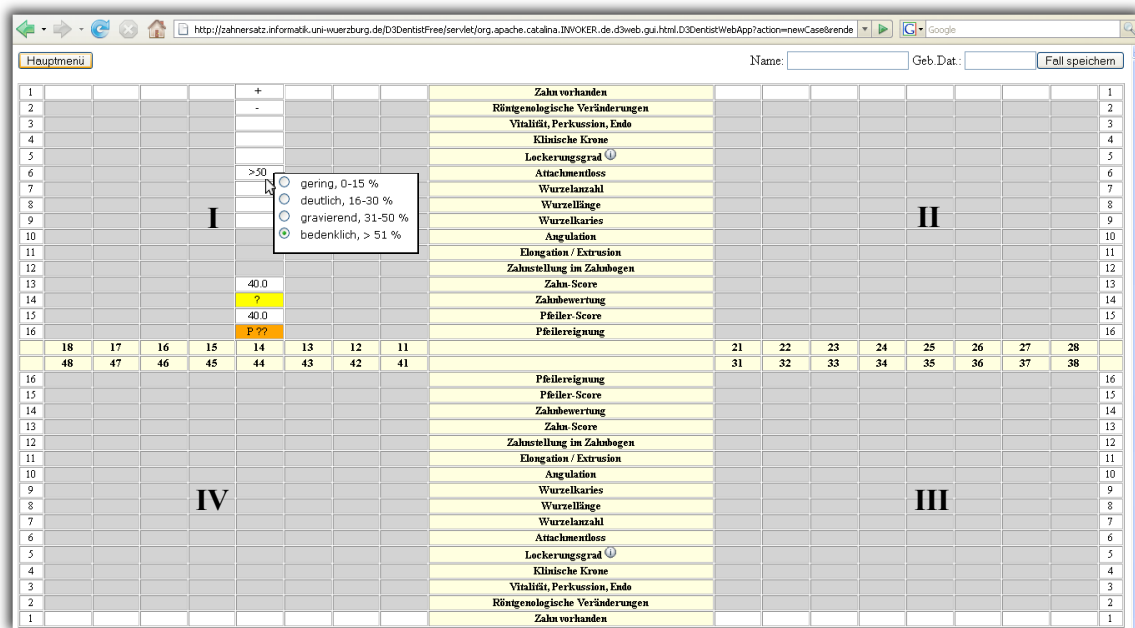 http://zahnersatz.informatik.uni-wuerzburg.de/D3DentistFree/servlet/org.apache.catalina.INVOKER.de.d3web.gui.html.D3DentistWebApp?action=newCase&rende G Google
Hauptmenü Name: Geb.Dat.: Fall speichern
1 + Zahn vorhanden 1
2 - Röntgenologische Veränderungen 2
3 Vitalität, Perkussion, Endo 3
4 Klinische Krone 4
5 Lockerungsgrad i 5
6 >50 Attachmentloss 6
7 Wurzelanzahl 7
8 Wurzellänge 8
9 Wurzelkaries 9
10 Angulation 10
11 Elongation / Extrusion 11
12 Zahnstellung im Zahnbogen 12
13 40.0 Zahn-Score 13
14 ? Zahnbewertung 14
15 40.0 Pfeiler-Score 15
16 P ?? Pfeilereignung 16
gering, 0-15 %
deutlich, 16-30 %
gravierend, 31-50 %
bedenklich, > 51 %
I II
18 17 16 15 14 13 12 11 21 22 23 24 25 26 27 28
48 47 46 45 44 43 42 41 31 32 33 34 35 36 37 38
16 Pfeilereignung 16
15 Pfeiler-Score 15
14 Zahnbewertung 14
13 Zahn-Score 13
12 Zahnstellung im Zahnbogen 12
11 Elongation / Extrusion 11
10 Angulation 10
9 Wurzelkaries 9
8 Wurzellänge 8
7 Wurzelanzahl 7
6 Attachmentloss 6
5 Lockerungsgrad i 5
4 Klinische Krone 4
3 Vitalität, Perkussion, Endo 3
2 Röntgenologische Veränderungen 2
1 Zahn vorhanden 1
IV III